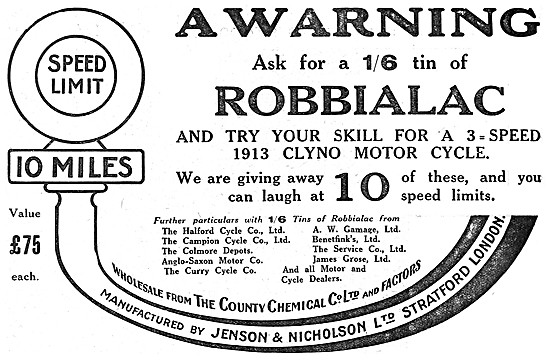 A WARNING
Ask for a 1/6 tin of
ROBBIALAC
AND TRY YOUR SKILL FOR A 3=SPEED
1913 CLYNO MOTOR CYCLE.
We are giving away 10 of these, and you
can laugh at speed limits.
SPEED
LIMIT
10 MILES
Value
£75
each.
Further particulars with 1/6 Tins of Robbialac from
The Halford Cycle Co., Ltd.
The Campion Cycle Co., Ltd.
The Colmore Depots.
Anglo-Saxon Motor Co.
The Curry Cycle Co.
A. W. Gamage, Ltd.
Benetfink's, Ltd.
The Service Co., Ltd.
James Grose, Ltd.
And all Motor and
Cycle Dealers.
WHOLESALE FROM THE COUNTY CHEMICAL Co LTD AND FACTORS
MANUFACTURED BY JENSON & NICHOLSON LTD STRATFORD LONDON.